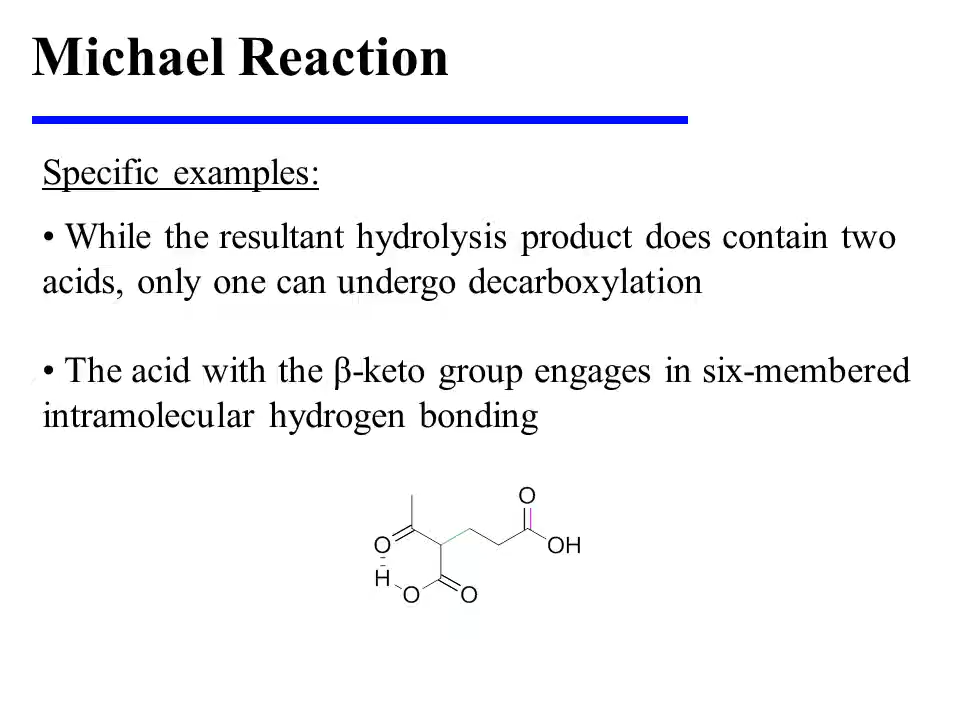 Michael Reaction
Specific examples:
• While the resultant hydrolysis product does contain two
acids, only one can undergo decarboxylation
• The acid with the β-keto group engages in six-membered
intramolecular hydrogen bonding
O
O
OH
H
O
O